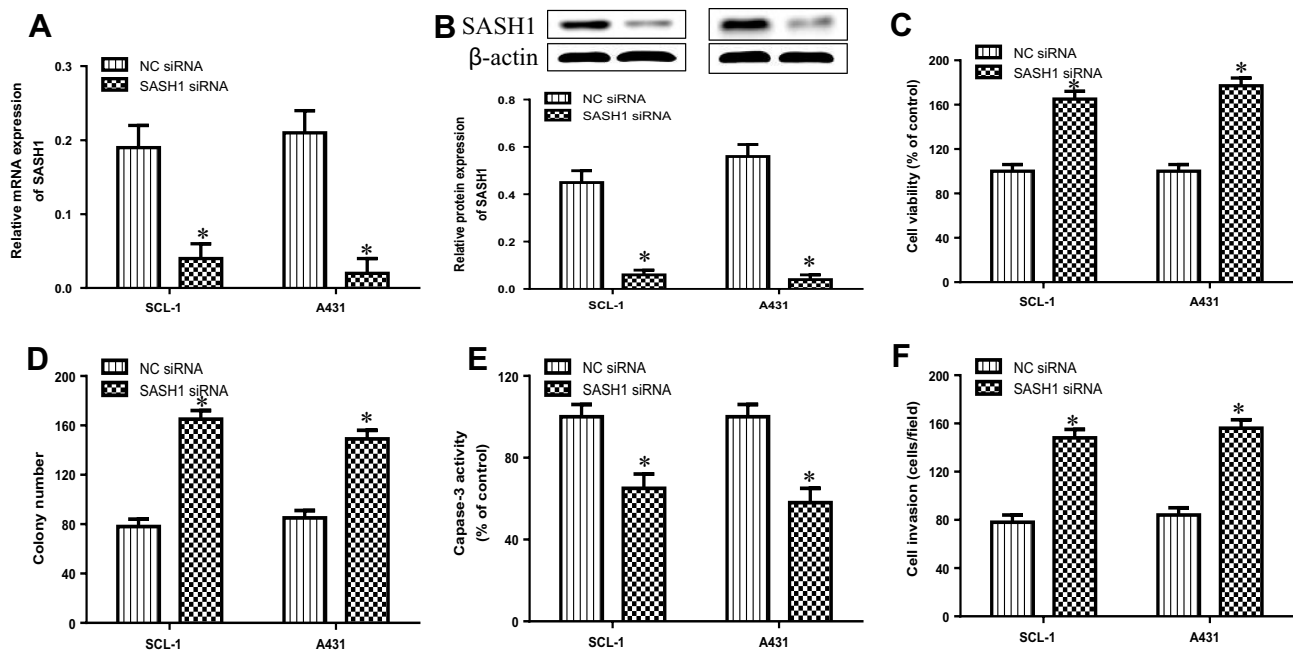 A
NC siRNA
SASH1 siRNA
Relative mRNA expression
of SASH1
0.3
0.2
0.1
0.0
*
*
SCL-1
A431
B
SASH1
β-actin
NC siRNA
SASH1 siRNA
Relative protein expression
of SASH1
0.8
0.6
0.4
0.2
0.0
*
*
SCL-1
A431
C
NC siRNA
SASH1 siRNA
Cell viability (% of control)
200
160
120
80
40
0
*
*
SCL-1
A431
D
NC siRNA
SASH1 siRNA
Colony number
200
160
120
80
40
0
*
*
SCL-1
A431
E
NC siRNA
SASH1 siRNA
Capase-3 activity
(% of control)
120
80
40
0
*
*
SCL-1
A431
F
NC siRNA
SASH1 siRNA
Cell invasion (cells/field)
200
160
120
80
40
0
*
*
SCL-1
A431